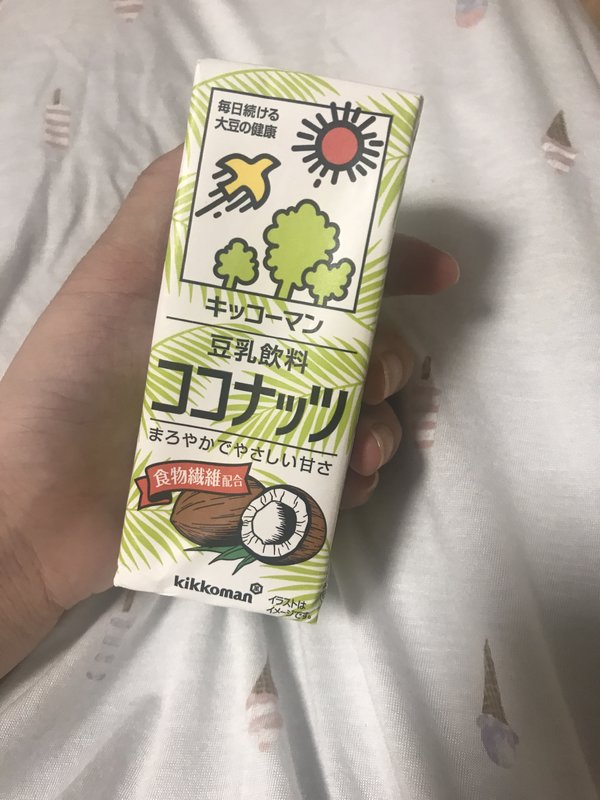 毎日続ける
大豆の健康
キッコーマン
豆乳飲料
ココナッツ
まろやかでやさしい甘さ
食物繊維配合
kikkoman
イラストは
イメージです。